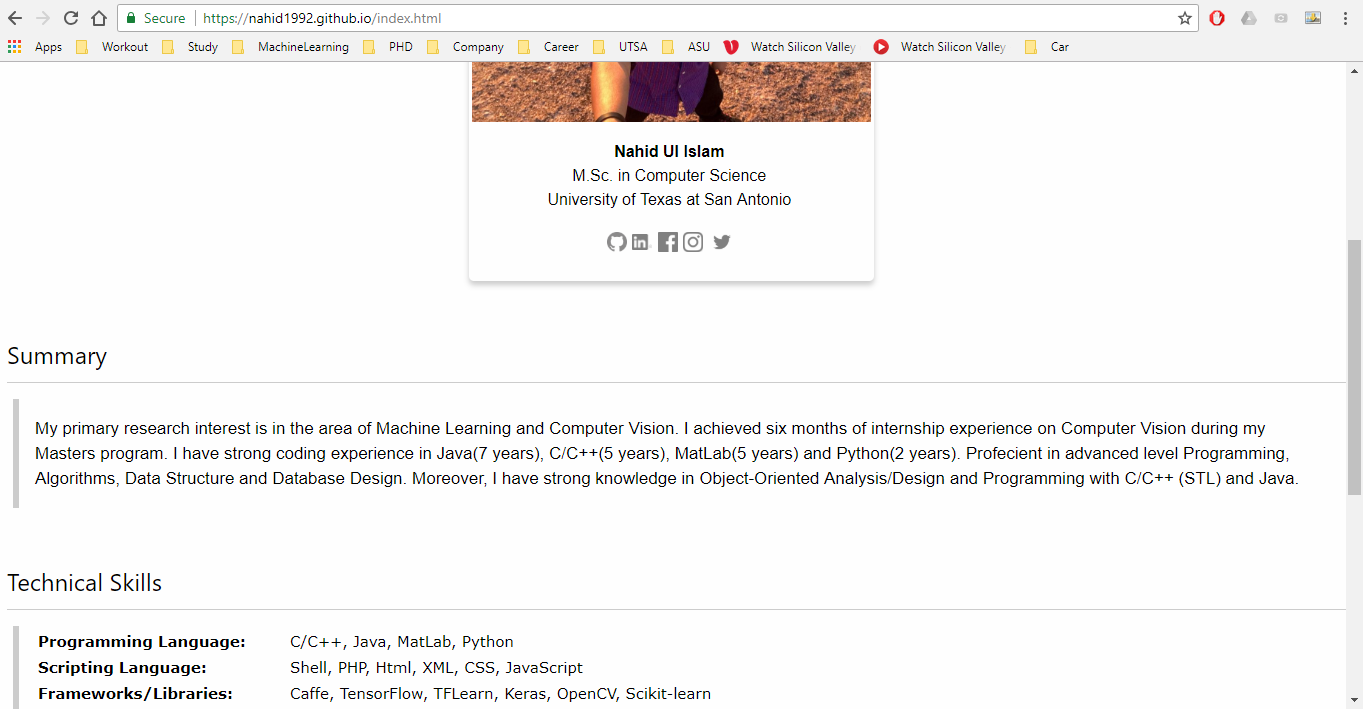 Secure https://nahid1992.github.io/index.html
Apps Workout Study MachineLearning PHD Company Career UTSA ASU Watch Silicon Valley Watch Silicon Valley Car
Nahid Ul Islam
M.Sc. in Computer Science
University of Texas at San Antonio
Summary
My primary research interest is in the area of Machine Learning and Computer Vision. I achieved six months of internship experience on Computer Vision during my
Masters program. I have strong coding experience in Java(7 years), C/C++(5 years), MatLab(5 years) and Python(2 years). Profecient in advanced level Programming,
Algorithms, Data Structure and Database Design. Moreover, I have strong knowledge in Object-Oriented Analysis/Design and Programming with C/C++ (STL) and Java.
Technical Skills
Programming Language: C/C++, Java, MatLab, Python
Scripting Language: Shell, PHP, Html, XML, CSS, JavaScript
Frameworks/Libraries: Caffe, TensorFlow, TFLearn, Keras, OpenCV, Scikit-learn